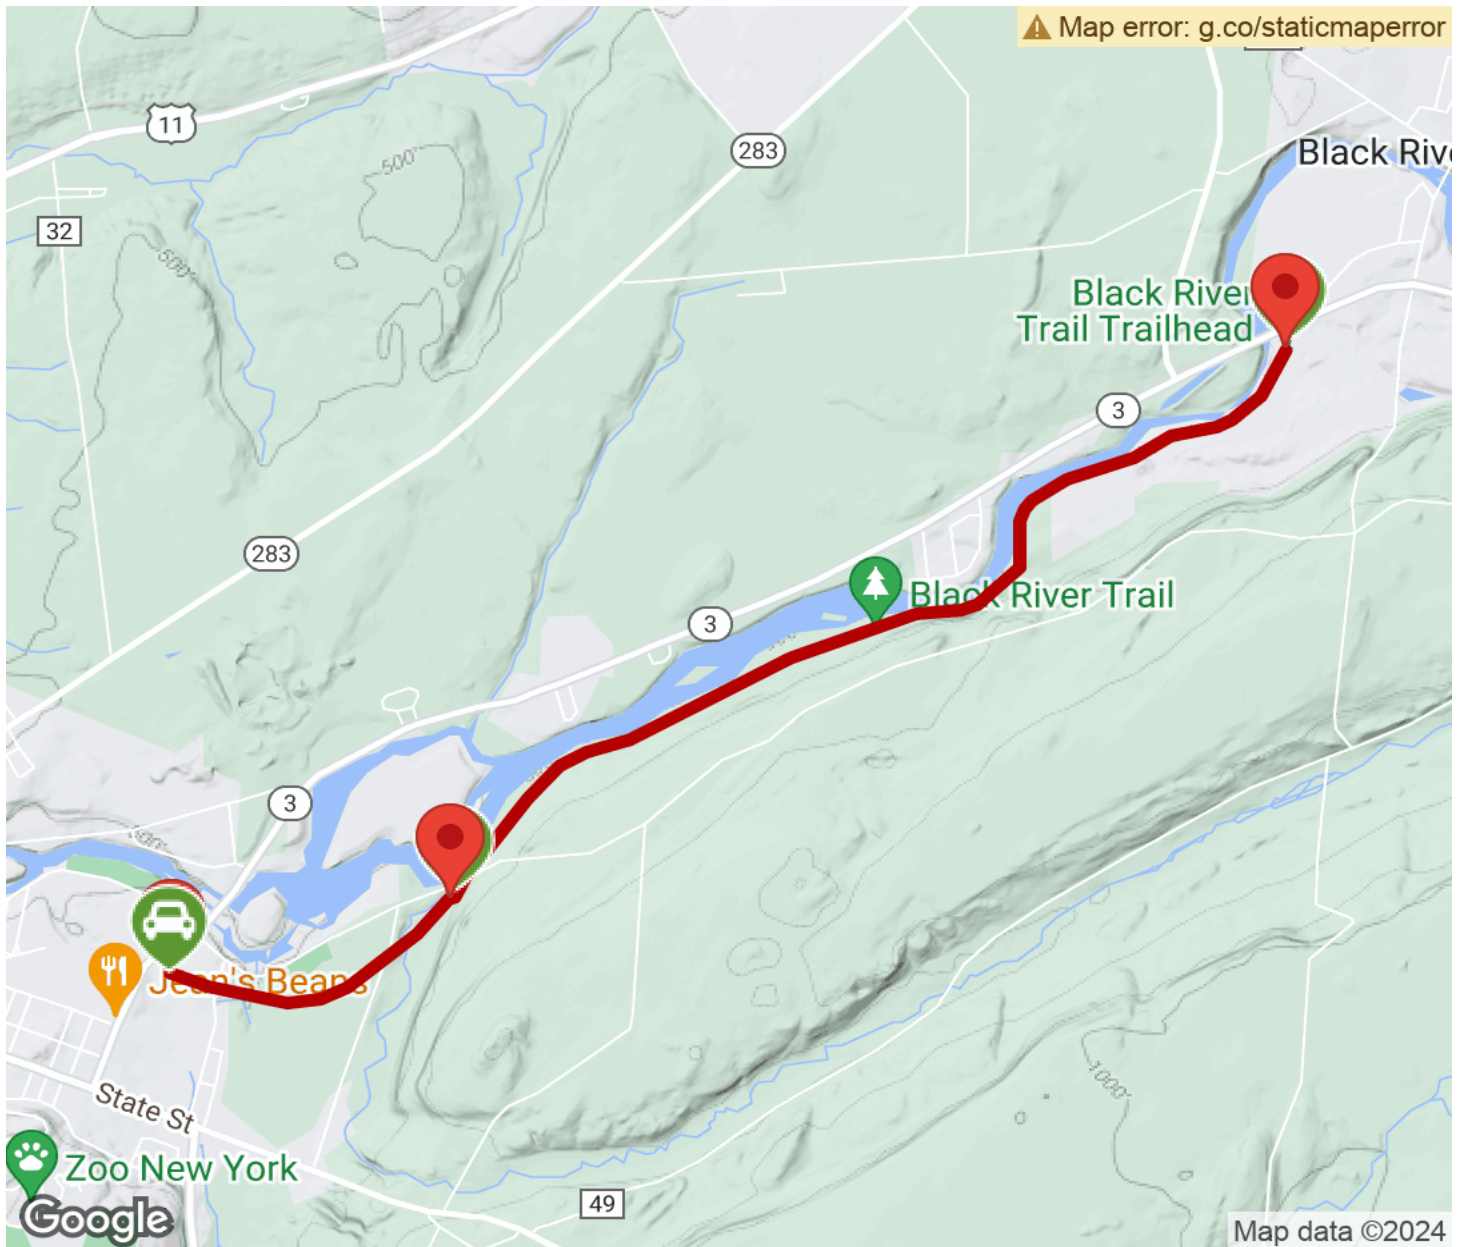 Map error: g.co/staticmaperror
11
283
500'
Black Rive
32
500'
Black River
Trail Trailhead
3
283
Black River Trail
3
3
500'
Jean's Beans
State St
1000'
Zoo New York
49
Google
Map data ©2024